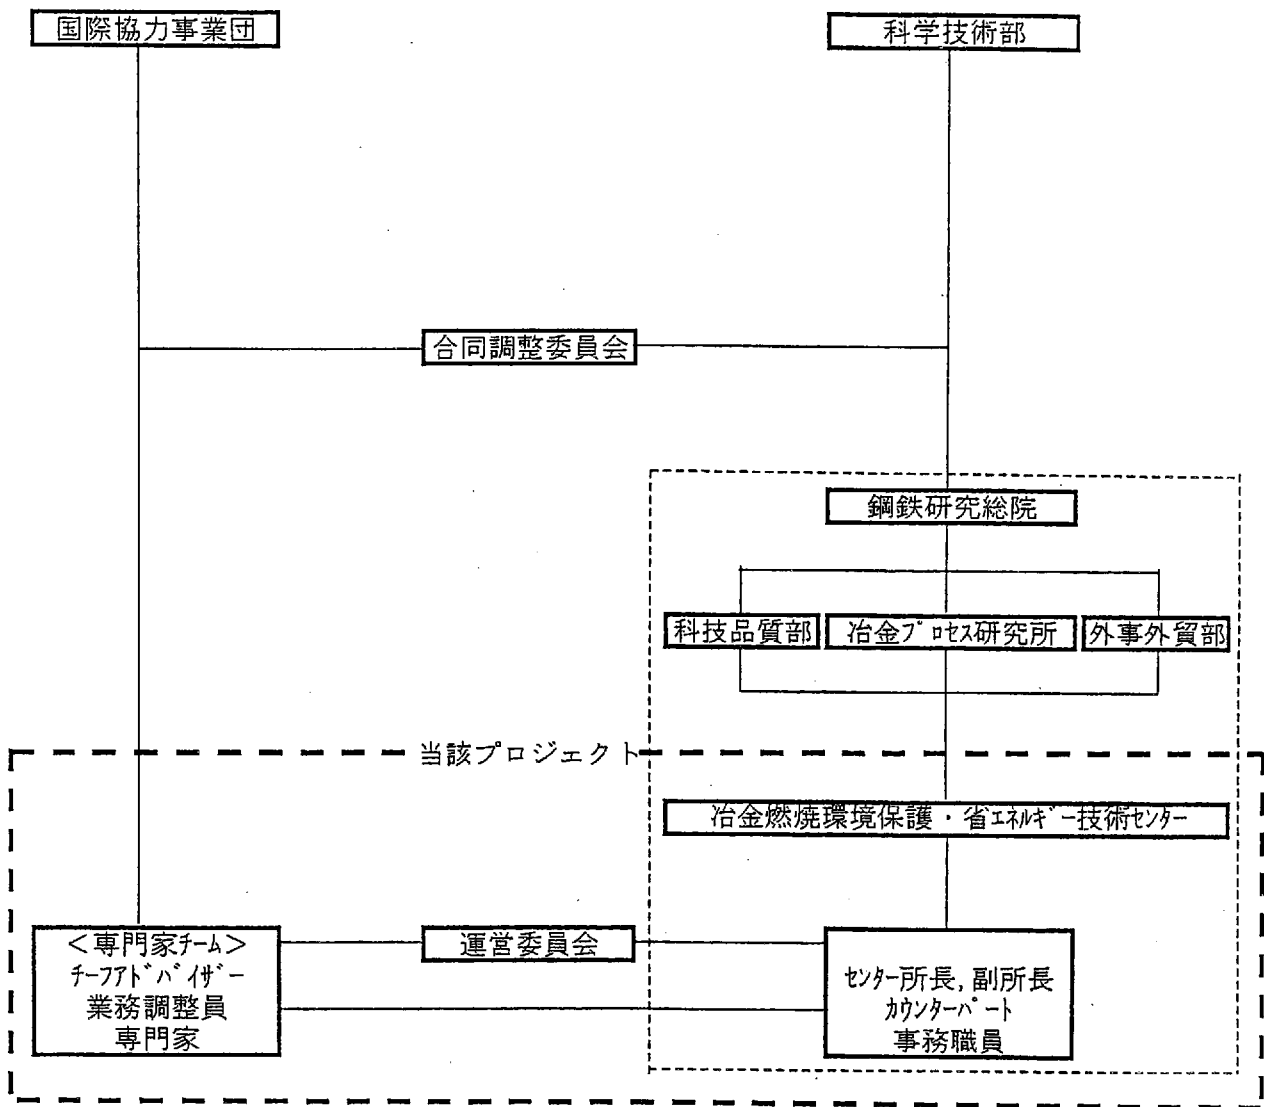 国際協力事業団
科学技術部
合同調整委員会
鋼鉄研究総院
科技品質部
冶金プロセス研究所
外事外貿部
当該プロジェクト
冶金燃焼環境保護・省エネルギー技術センター
<専門家チーム>
チーフアドバイザー
業務調整員
専門家
運営委員会
センター所長,副所長
カウンターパート
事務職員